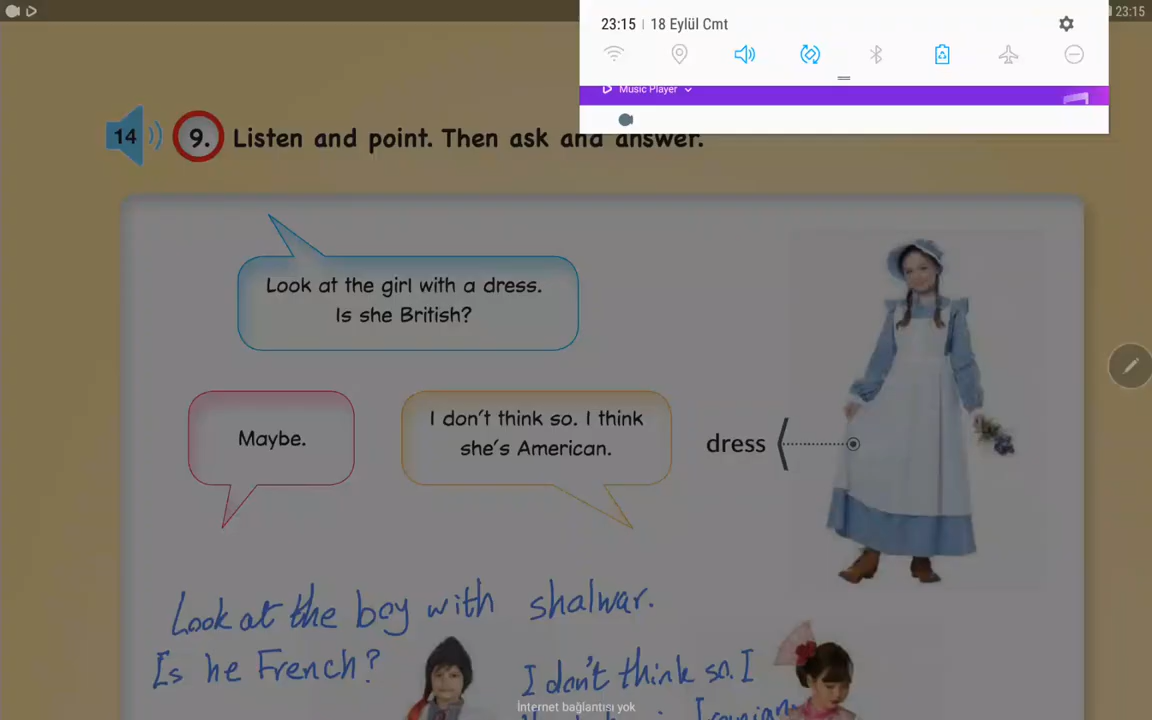 23:15
23:15 | 18 Eylül Cmt
Music Player
14 9. Listen and point. Then ask and answer.
Look at the girl with a dress.
Is she British?
Maybe.
I don't think so. I think
she's American.
dress
Look at the boy with shalwar.
Is he French?
I don't think so. I
İnternet bağlantısı yok